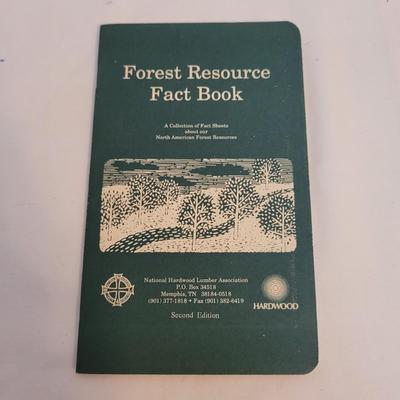 Forest Resource
Fact Book
A Collection of Fact Sheets
about our
North American Forest Resources
National Hardwood Lumber Association
P.O. Box 34518
Memphis, TN 38184-0518
(901) 377-1818 • Fax (901) 382-6419
HARDWOOD
Second Edition